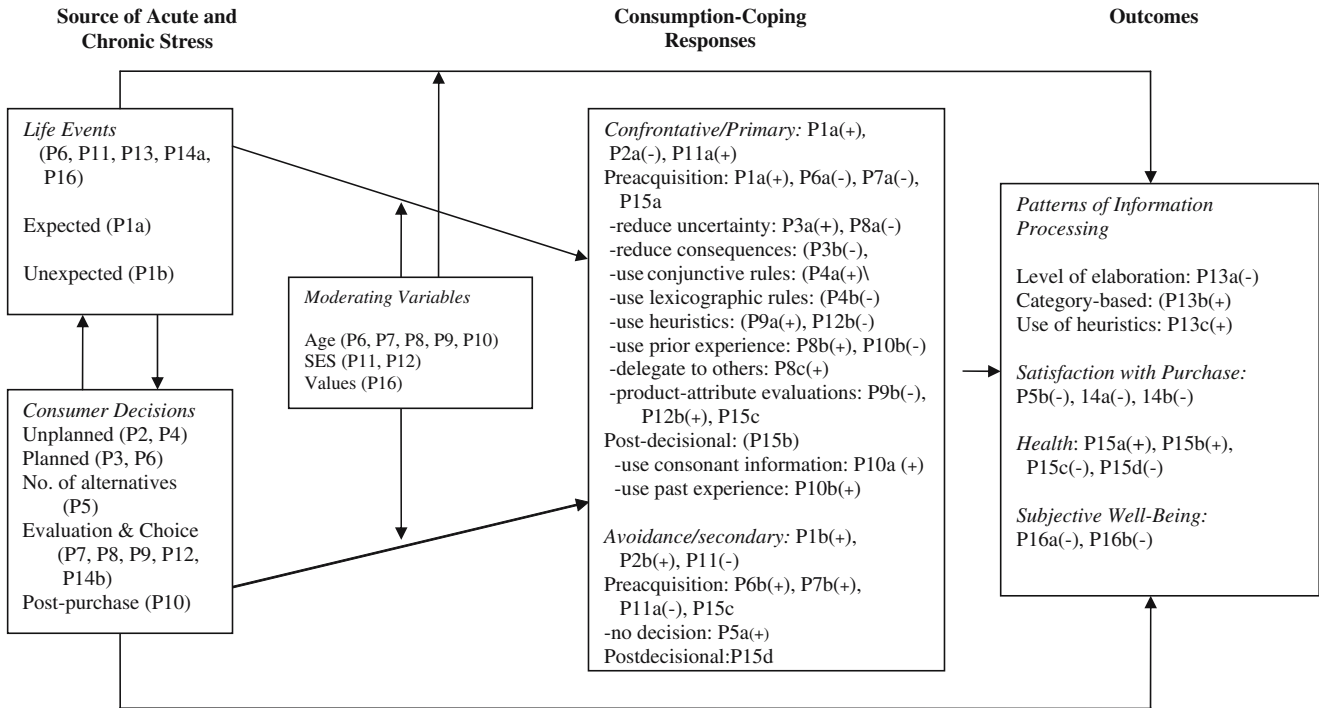 Source of Acute and
Chronic Stress
Consumption-Coping
Responses
Outcomes
Life Events
(P6, P11, P13, P14a,
P16)
Expected (P1a)
Unexpected (P1b)
Consumer Decisions
Unplanned (P2, P4)
Planned (P3, P6)
No. of alternatives
(P5)
Evaluation & Choice
(P7, P8, P9, P12,
P14b)
Post-purchase (P10)
Moderating Variables
Age (P6, P7, P8, P9, P10)
SES (P11, P12)
Values (P16)
Confrontative/Primary: P1a(+),
P2a(-), P11a(+)
Preacquisition: P1a(+), P6a(-), P7a(-),
P15a
-reduce uncertainty: P3a(+), P8a(-)
-reduce consequences: (P3b(-),
-use conjunctive rules: (P4a(+)\
-use lexicographic rules: (P4b(-)
-use heuristics: (P9a(+), P12b(-)
-use prior experience: P8b(+), P10b(-)
-delegate to others: P8c(+)
-product-attribute evaluations: P9b(-),
P12b(+), P15c
Post-decisional: (P15b)
-use consonant information: P10a (+)
-use past experience: P10b(+)
Avoidance/secondary: P1b(+),
P2b(+), P11(-)
Preacquisition: P6b(+), P7b(+),
P11a(-), P15c
-no decision: P5a(+)
Postdecisional:P15d
Patterns of Information
Processing
Level of elaboration: P13a(-)
Category-based: (P13b(+)
Use of heuristics: P13c(+)
Satisfaction with Purchase:
P5b(-), 14a(-), 14b(-)
Health: P15a(+), P15b(+),
P15c(-), P15d(-)
Subjective Well-Being:
P16a(-), P16b(-)